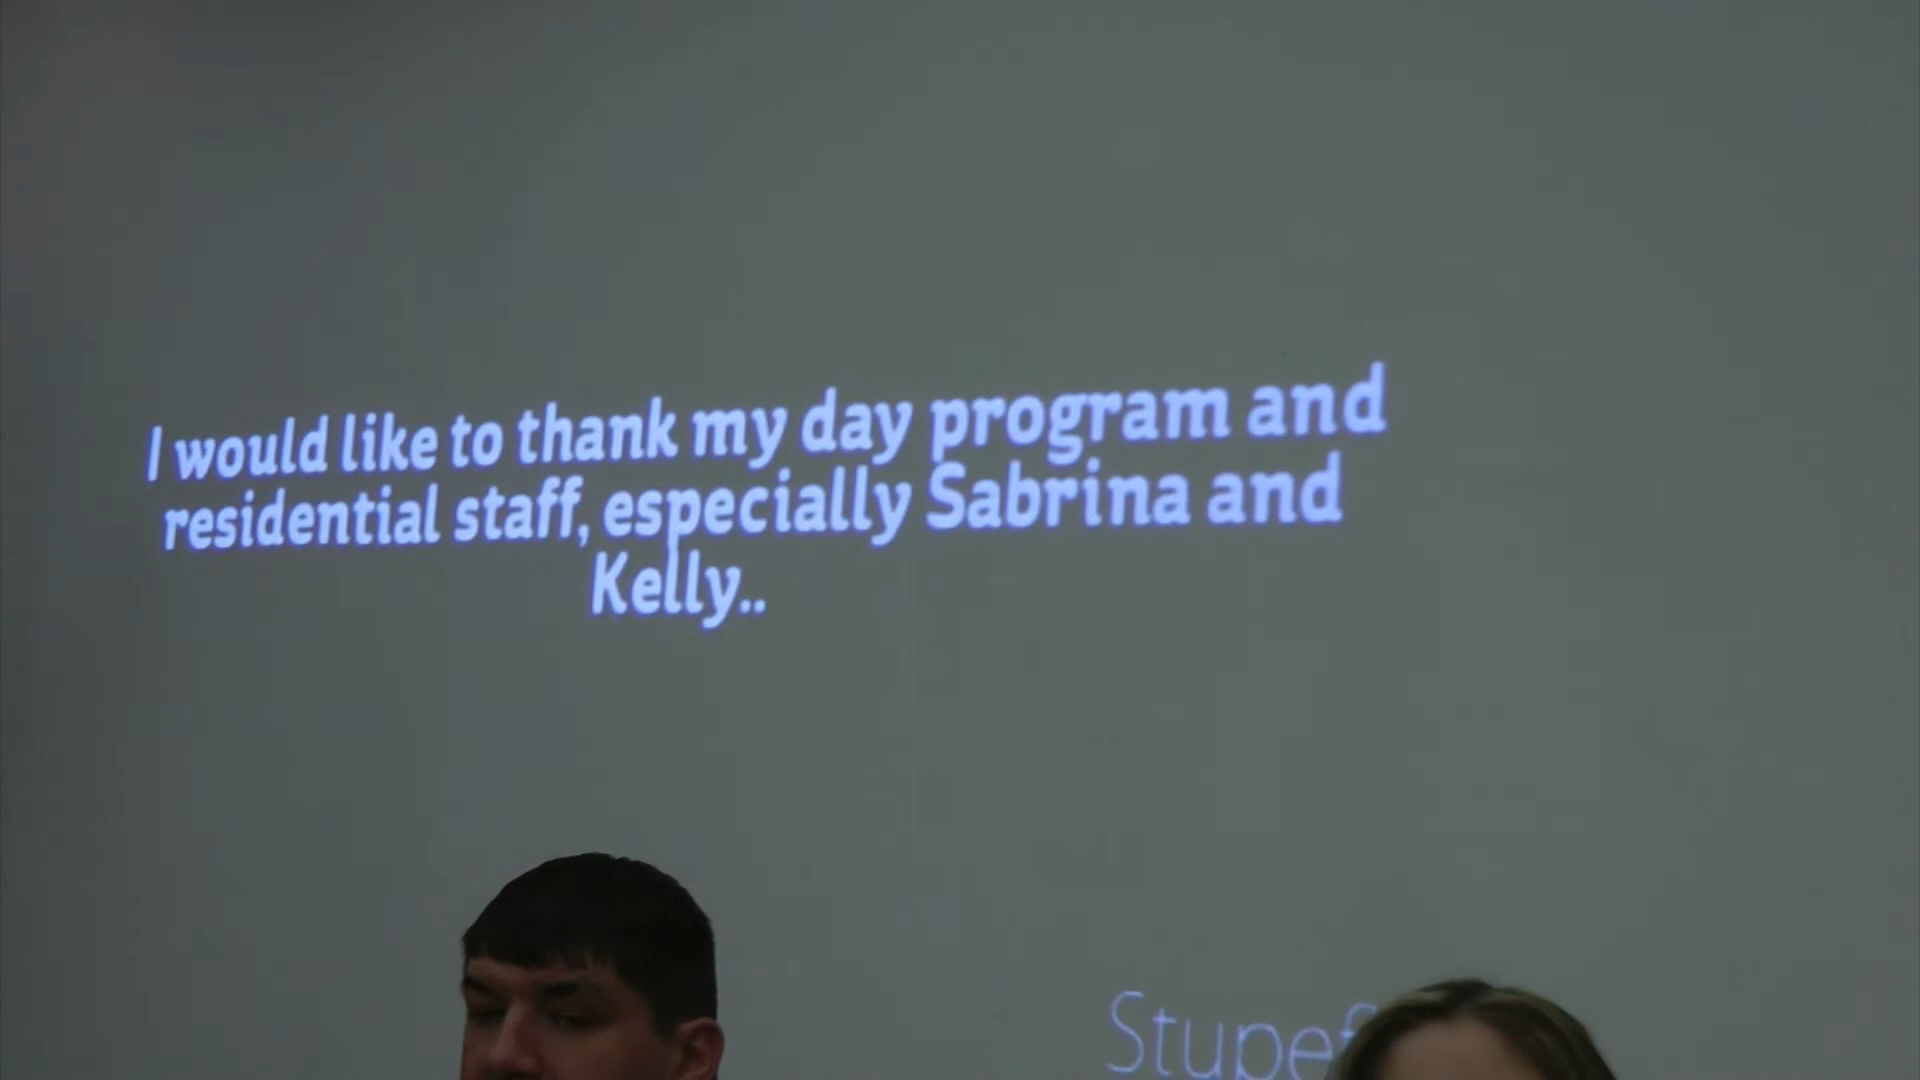 I would like to thank my day program and
residential staff, especially Sabrina and
Kelly..